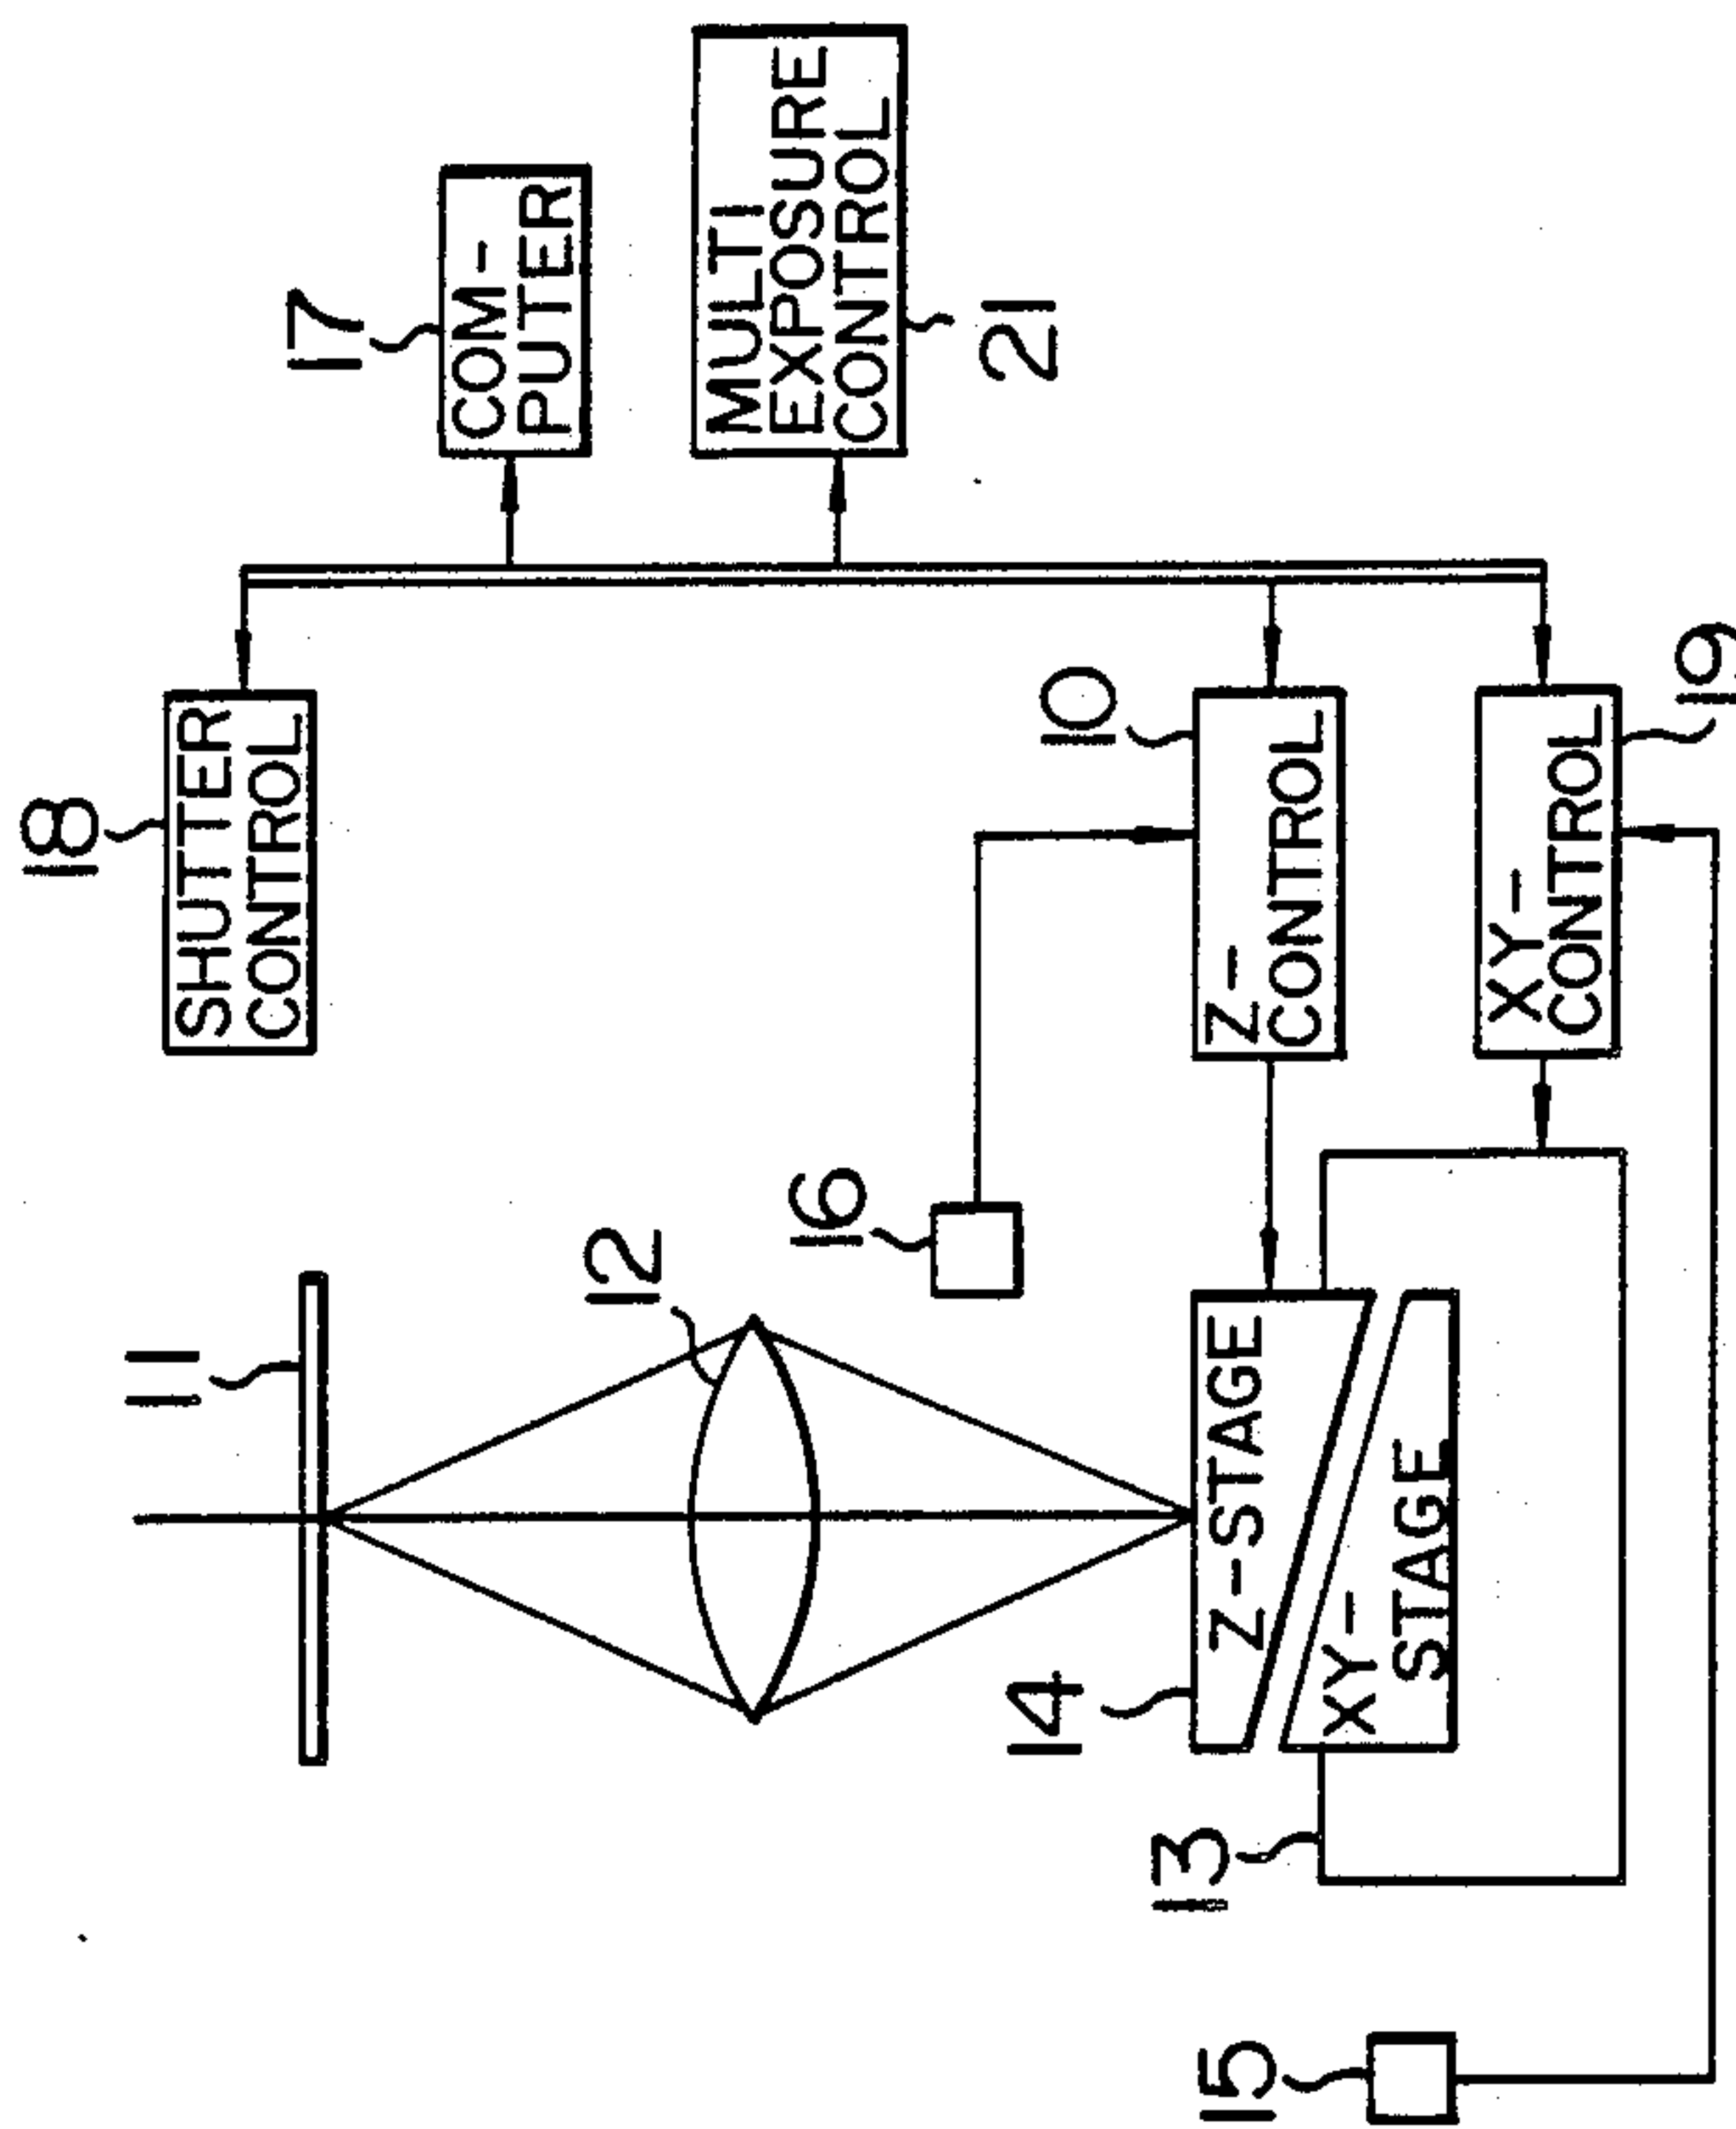 18
SHUTTER
CONTROL
17
COM-
PUTER
MULTI
EXPOSURE
CONTROL
21
11
12
16
10
Z-
CONTROL
XY-
CONTROL
19
14
Z-STAGE
XY-
STAGE
13
15